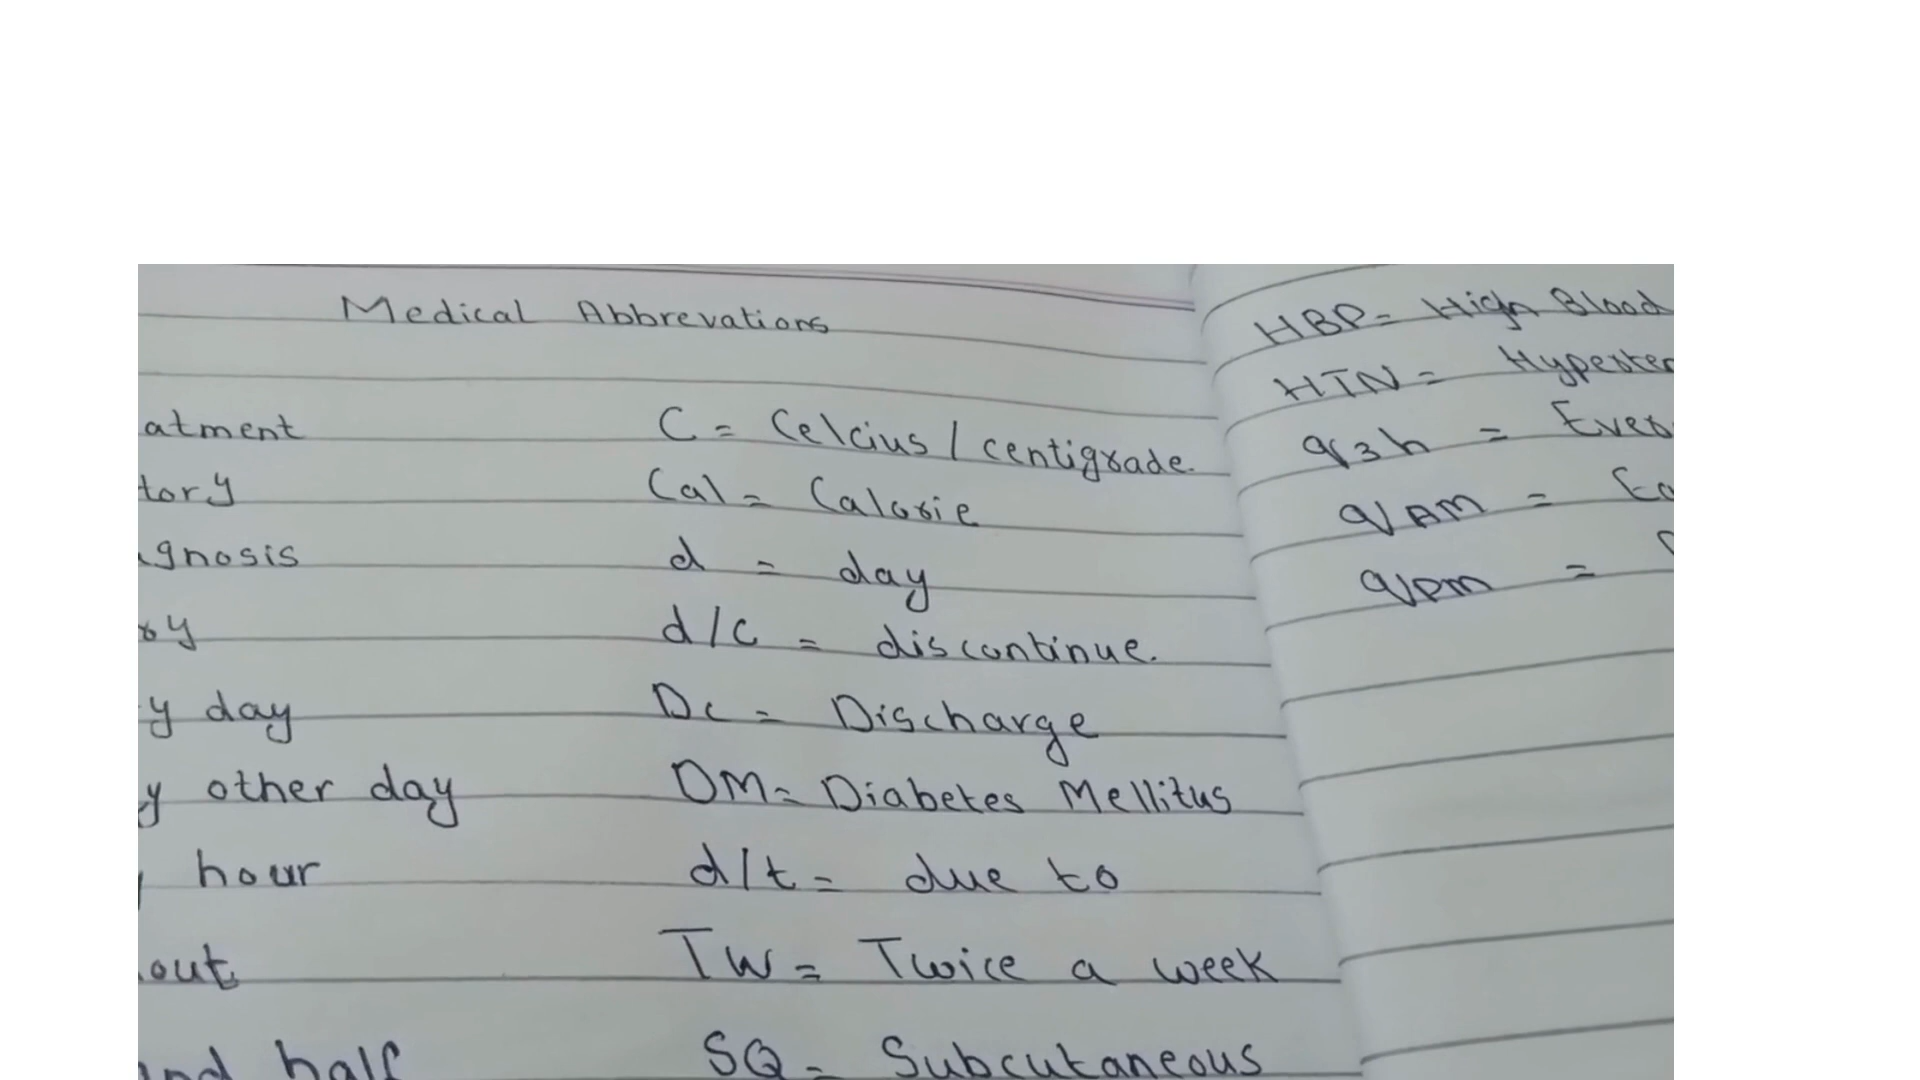 Medical Abbrevations
atment
tory
gnosis
y day
y other day
hour
out
half
C = Celcius / centigrade.
Cal = Calorie
d = day
d/c = discontinue.
Dc = Discharge
DM = Diabetes Mellitus
d/t = due to
TW = Twice a week
SQ = Subcutaneous
HBP = High Blood
HTN = Hyperten
q3h = Ever
qAM = Ea
qpm =